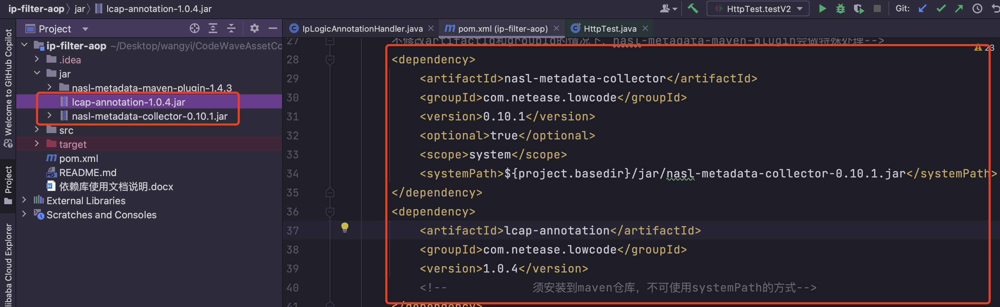 ip-filter-aop jar lcap-annotation-1.0.4.jar
HttpTest.testV2
Git:
Welcome to GitHub Copilot
Project
libaba Cloud Explorer
Project
ip-filter-aop ~/Desktop/wangyi/CodeWaveAssetCo
.idea
jar
nasl-metadata-maven-plugin-1.4.3
lcap-annotation-1.0.4.jar
nasl-metadata-collector-0.10.1.jar
src
target
pom.xml
README.md
依赖库使用文档说明.docx
External Libraries
Scratches and Consoles
IpLogicAnnotationHandler.java
pom.xml (ip-filter-aop)
HttpTest.java
23
27 不修改artifactId和groupId的情况下，nasl-metadata-maven-plugin会做特殊处理-->
28 <dependency>
29 <artifactId>nasl-metadata-collector</artifactId>
30 <groupId>com.netease.lowcode</groupId>
31 <version>0.10.1</version>
32 <optional>true</optional>
33 <scope>system</scope>
34 <systemPath>${project.basedir}/jar/nasl-metadata-collector-0.10.1.jar</systemPath>
35 </dependency>
36 <dependency>
37 <artifactId>lcap-annotation</artifactId>
38 <groupId>com.netease.lowcode</groupId>
39 <version>1.0.4</version>
40 <!-- 须安装到maven仓库，不可使用systemPath的方式-->
41 </dependency>